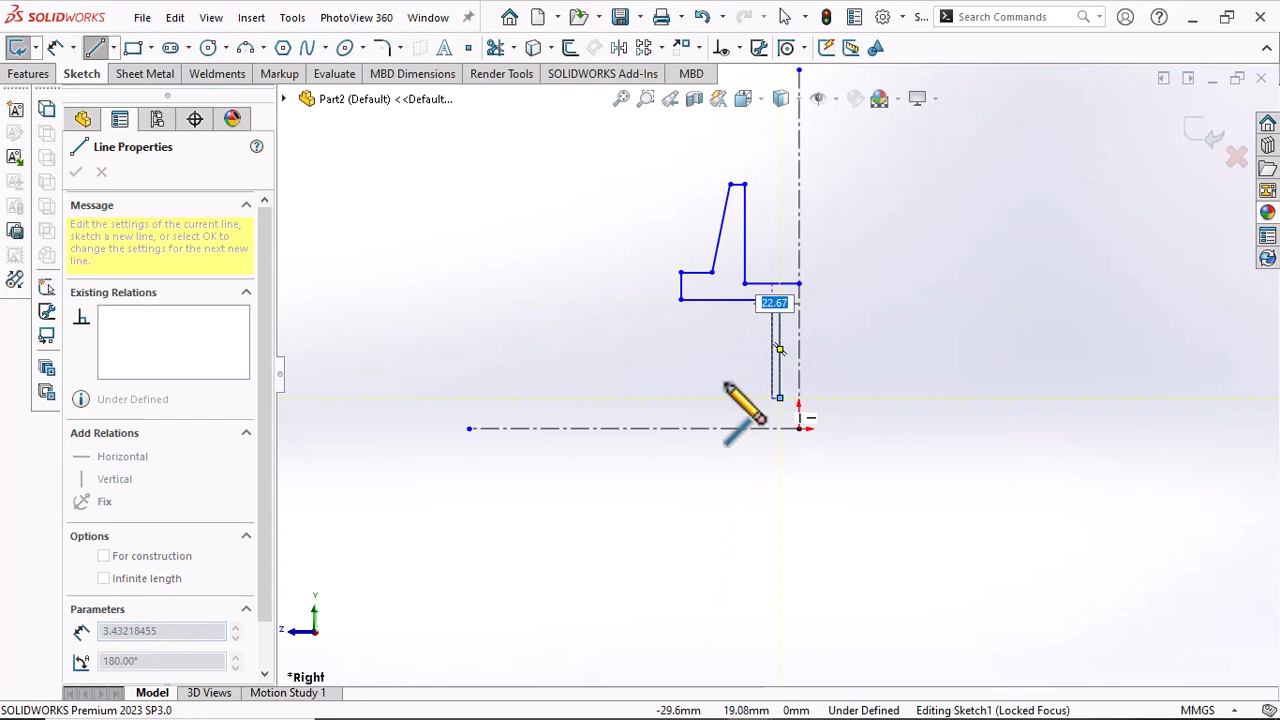 SOLIDWORKS
File
Edit
View
Insert
Tools
PhotoView 360
Window
S...
Search Commands
Features
Sketch
Sheet Metal
Weldments
Markup
Evaluate
MBD Dimensions
Render Tools
SOLIDWORKS Add-Ins
MBD
Part2 (Default) <<Default...
Line Properties
Message
Edit the settings of the current line,
sketch a new line, or select OK to
change the settings for the next new
line.
Existing Relations
Under Defined
Add Relations
Horizontal
Vertical
Fix
Options
For construction
Infinite length
Parameters
3.43218455
180.00°
22.67
Y
Z
*Right
Model
3D Views
Motion Study 1
SOLIDWORKS Premium 2023 SP3.0
-29.6mm
19.08mm
0mm
Under Defined
Editing Sketch1 (Locked Focus)
MMGS